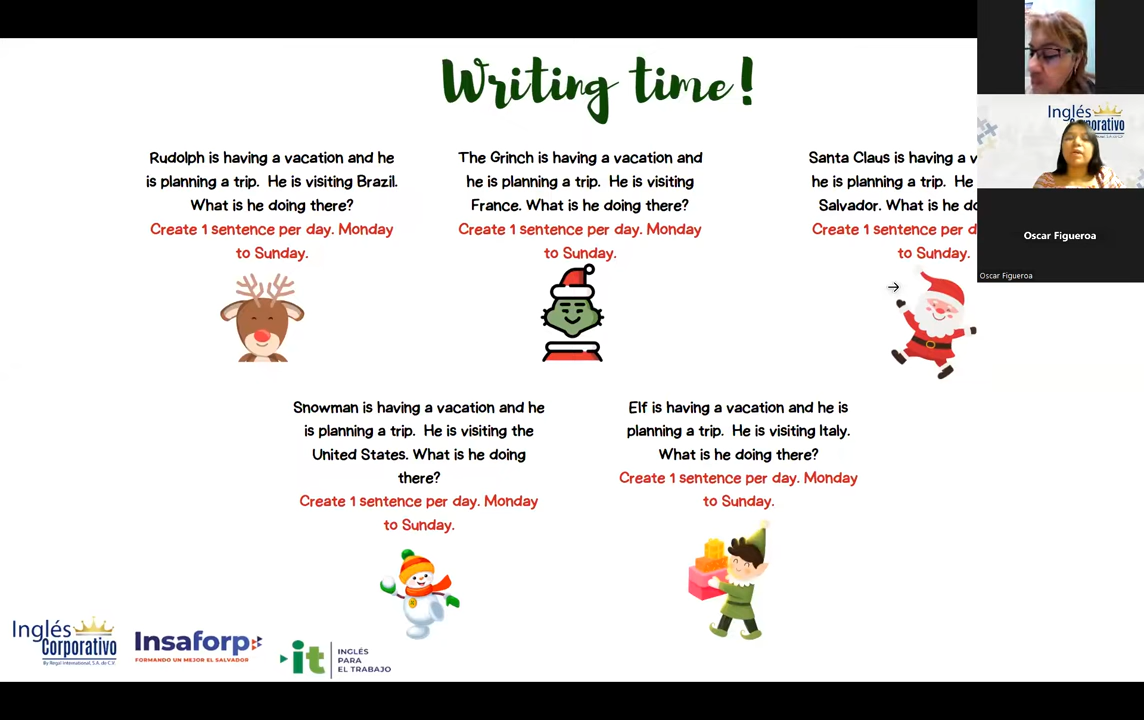 Writing time!
Rudolph is having a vacation and he
is planning a trip. He is visiting Brazil.
What is he doing there?
Create 1 sentence per day. Monday
to Sunday.
The Grinch is having a vacation and
he is planning a trip. He is visiting
France. What is he doing there?
Create 1 sentence per day. Monday
to Sunday.
Santa Claus is having a
he is planning a trip. He
Salvador. What is he
Create 1 sentence per
to Sunday.
Snowman is having a vacation and he
is planning a trip. He is visiting the
United States. What is he doing
there?
Create 1 sentence per day. Monday
to Sunday.
Elf is having a vacation and he is
planning a trip. He is visiting Italy.
What is he doing there?
Create 1 sentence per day. Monday
to Sunday.
Inglés
Corporativo
By Regal International, S.A. de C.V.
Insaforp
FORMANDO UN MEJOR EL SALVADOR
it
INGLÉS
PARA
EL TRABAJO
Inglés
Corporativo
Oscar Figueroa
Oscar Figueroa